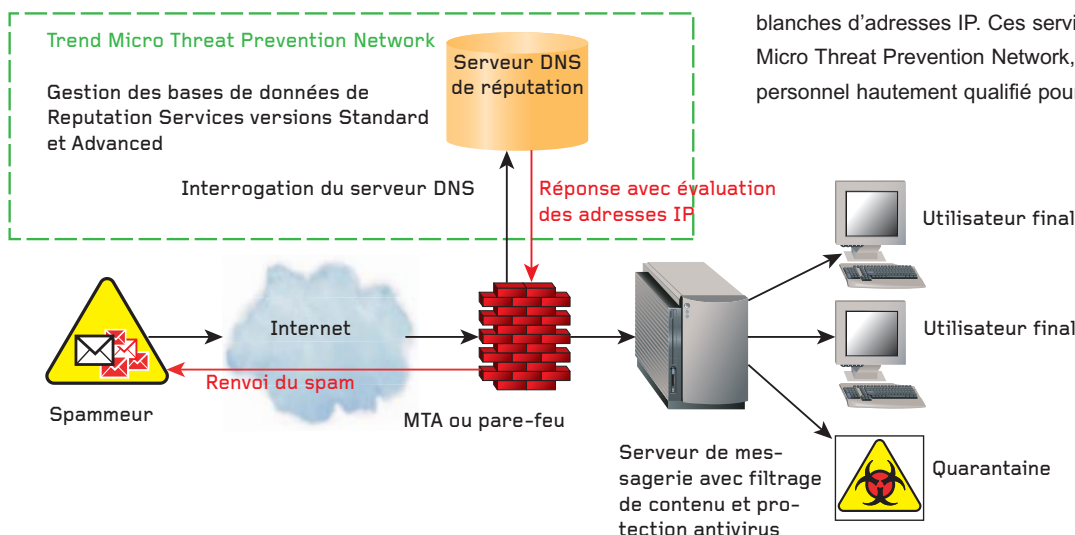 blanches d'adresses IP. Ces servi
Micro Threat Prevention Network,
personnel hautement qualifié pour
Trend Micro Threat Prevention Network
Gestion des bases de données de
Reputation Services versions Standard
et Advanced
Serveur DNS
de réputation
Interrogation du serveur DNS
Réponse avec évaluation
des adresses IP
Internet
Renvoi du spam
Spammeur
MTA ou pare-feu
Serveur de mes-
sagerie avec filtrage
de contenu et pro-
tection antivirus
Utilisateur final
Utilisateur final
Quarantaine